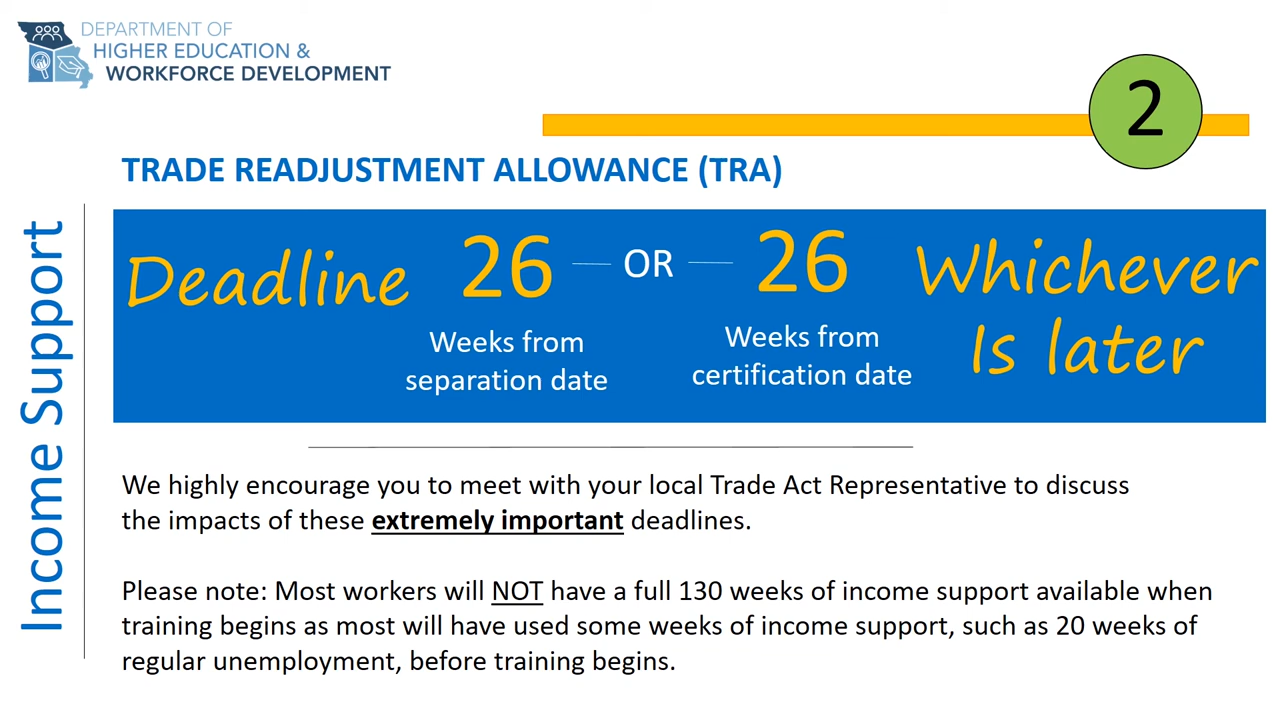 DEPARTMENT OF
HIGHER EDUCATION &
WORKFORCE DEVELOPMENT
2
TRADE READJUSTMENT ALLOWANCE (TRA)
Income Support
Deadline
26
Weeks from
separation date
OR
26
Weeks from
certification date
Whichever
Is later
We highly encourage you to meet with your local Trade Act Representative to discuss
the impacts of these extremely important deadlines.
Please note: Most workers will NOT have a full 130 weeks of income support available when
training begins as most will have used some weeks of income support, such as 20 weeks of
regular unemployment, before training begins.